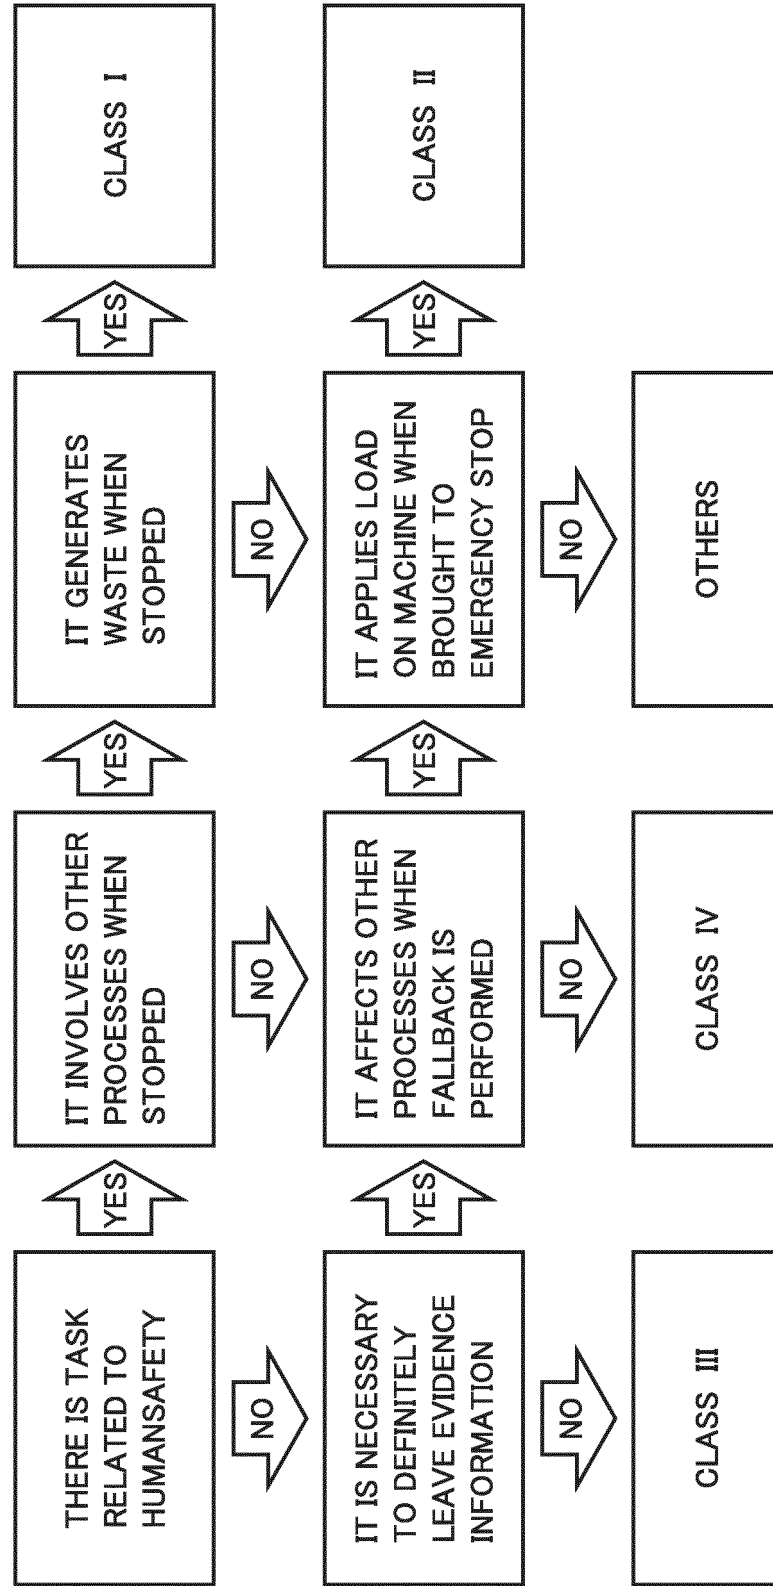 THERE IS TASK
RELATED TO
HUMANSAFETY
YES
IT INVOLVES OTHER
PROCESSES WHEN
STOPPED
YES
IT GENERATES
WASTE WHEN
STOPPED
YES
CLASS I
NO
NO
NO
IT IS NECESSARY
TO DEFINITELY
LEAVE EVIDENCE
INFORMATION
YES
IT AFFECTS OTHER
PROCESSES WHEN
FALLBACK IS
PERFORMED
YES
IT APPLIES LOAD
ON MACHINE WHEN
BROUGHT TO
EMERGENCY STOP
YES
CLASS II
NO
NO
NO
CLASS III
CLASS IV
OTHERS